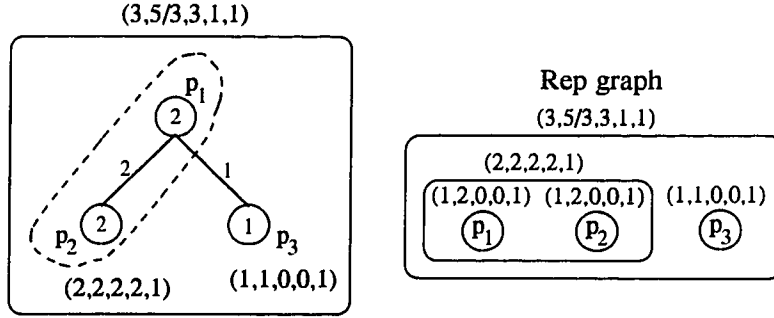 (3,5/3,3,1,1)
p1
2
2
1
2
1
p2
p3
(2,2,2,2,1)
(1,1,0,0,1)
Rep graph
(3,5/3,3,1,1)
(2,2,2,2,1)
(1,2,0,0,1) (1,2,0,0,1) (1,1,0,0,1)
p1 p2 p3